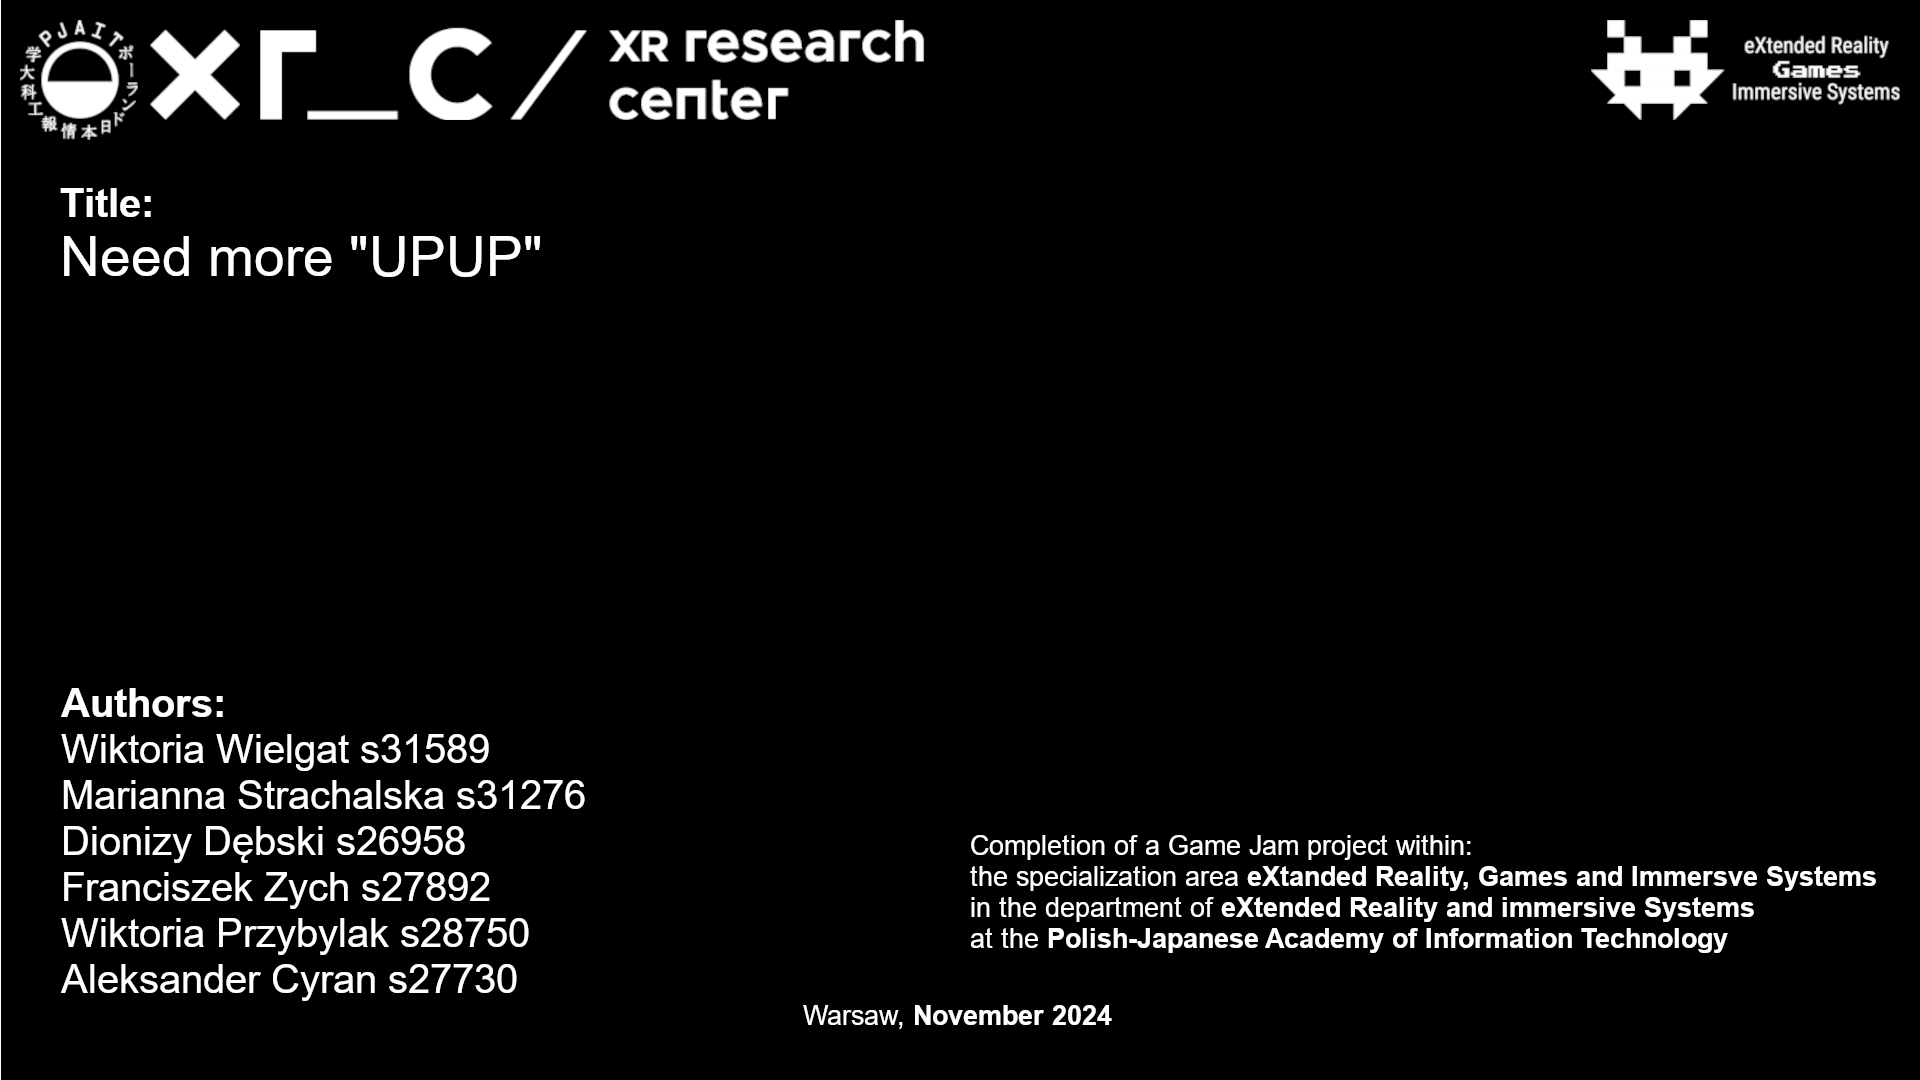 PJAIT ポーランド日本情報工科大学
xr_c / xr research
center
eXtended Reality
Games
Immersive Systems
Title:
Need more "UPUP"
Authors:
Wiktoria Wielgat s31589
Marianna Strachalska s31276
Dionizy Dębski s26958
Franciszek Zych s27892
Wiktoria Przybylak s28750
Aleksander Cyran s27730
Completion of a Game Jam project within:
the specialization area eXtanded Reality, Games and Immersve Systems
in the department of eXtended Reality and immersive Systems
at the Polish-Japanese Academy of Information Technology
Warsaw, November 2024